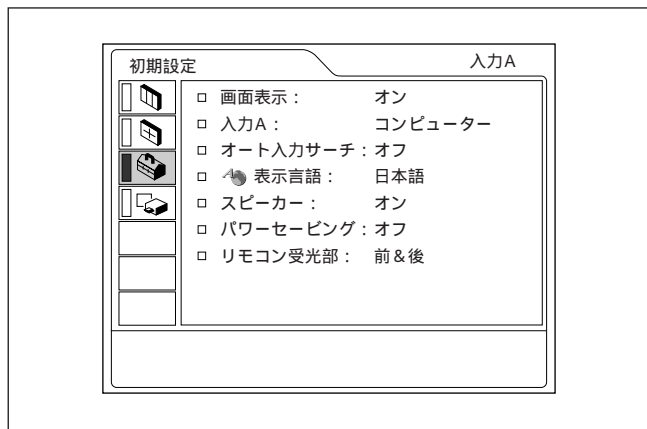 初期設定 入力A
画面表示： オン
入力A： コンピューター
オート入力サーチ：オフ
表示言語： 日本語
スピーカー： オン
パワーセービング：オフ
リモコン受光部： 前&後